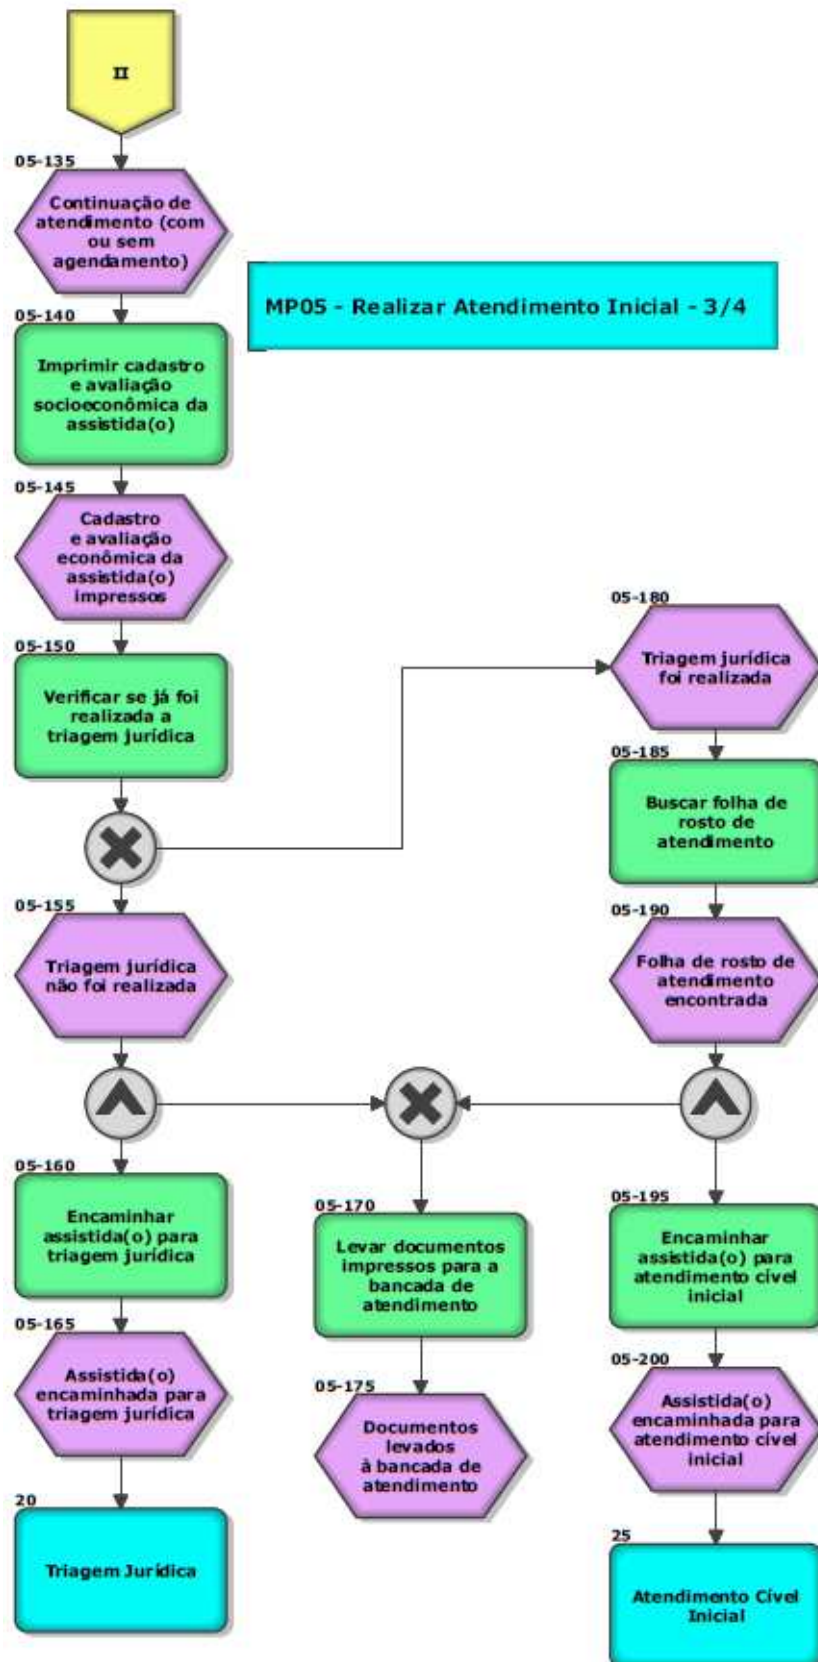 II
05-135
Continuação de
atendimento (com
ou sem
agendamento)
MP05 - Realizar Atendimento Inicial - 3/4
05-140
Imprimir cadastro
e avaliação
socioeconômica da
assistida(o)
05-145
Cadastro
e avaliação
econômica da
assistida(o)
impressos
05-150
Verificar se já foi
realizada a
triagem jurídica
05-180
Triagem jurídica
foi realizada
05-185
Buscar folha de
rosto de
atendimento
05-155
Triagem jurídica
não foi realizada
05-190
Folha de rosto de
atendimento
encontrada
05-160
Encaminhar
assistida(o) para
triagem jurídica
05-165
Assistida(o)
encaminhada para
triagem jurídica
20
Triagem Jurídica
05-170
Levar documentos
impressos para a
bancada de
atendimento
05-175
Documentos
levados
à bancada de
atendimento
05-195
Encaminhar
assistida(o) para
atendimento cível
inicial
05-200
Assistida(o)
encaminhada para
atendimento cível
inicial
25
Atendimento Cível
Inicial